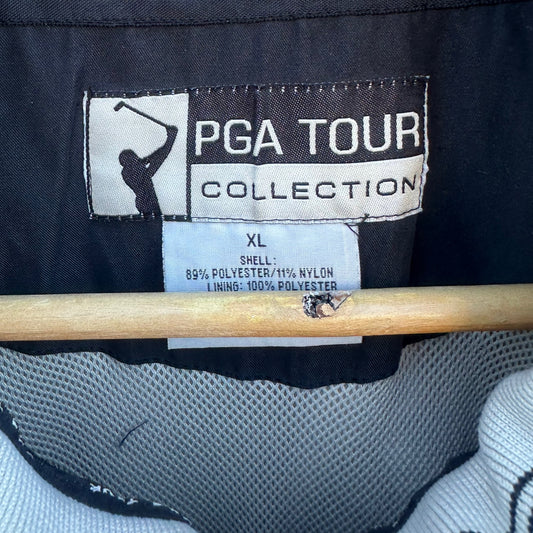 PGA TOUR
COLLECTION
XL
SHELL:
89% POLYESTER/11% NYLON
LINING: 100% POLYESTER